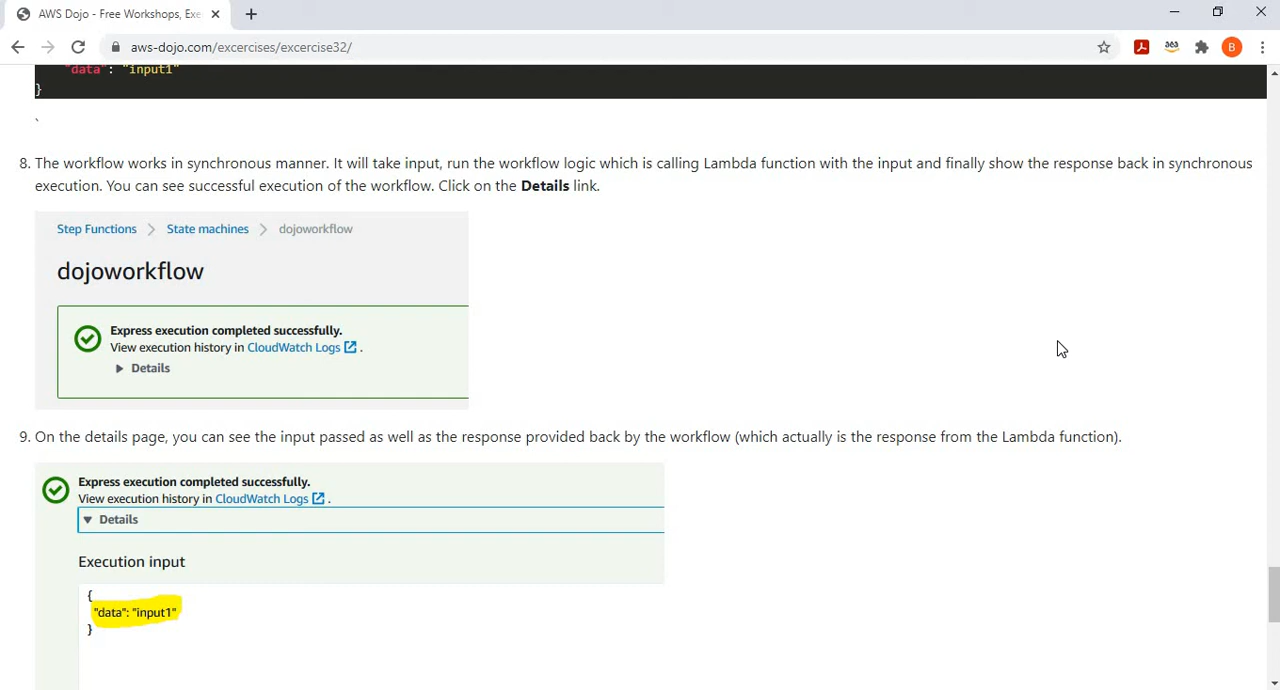 AWS Dojo - Free Workshops, Exe
aws-dojo.com/excercises/excercise32/
B
"data": "input1"
}
`
8. The workflow works in synchronous manner. It will take input, run the workflow logic which is calling Lambda function with the input and finally show the response back in synchronous
execution. You can see successful execution of the workflow. Click on the Details link.
Step Functions > State machines > dojoworkflow
dojoworkflow
Express execution completed successfully.
View execution history in CloudWatch Logs .
Details
9. On the details page, you can see the input passed as well as the response provided back by the workflow (which actually is the response from the Lambda function).
Express execution completed successfully.
View execution history in CloudWatch Logs .
Details
Execution input
{
"data": "input1"
}